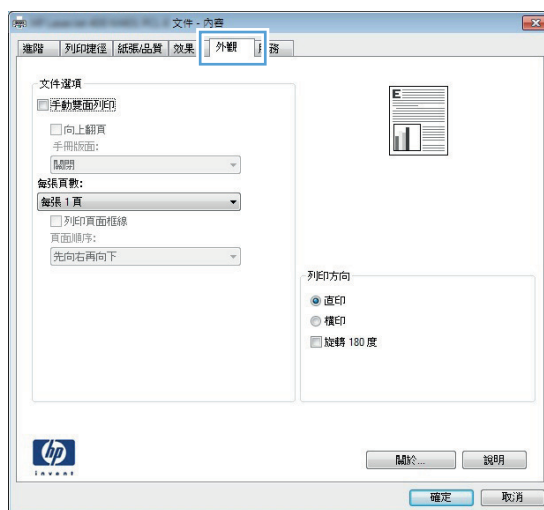 文件 - 內容
進階 列印捷徑 紙張/品質 效果 外觀 服務
文件選項
手動雙面列印
向上翻頁
手冊版面:
關閉
每張頁數:
每張 1 頁
列印頁面框線
頁面順序:
先向右再向下
E
列印方向
直印
橫印
旋轉 180 度
hp
invent
關於...
說明
確定
取消